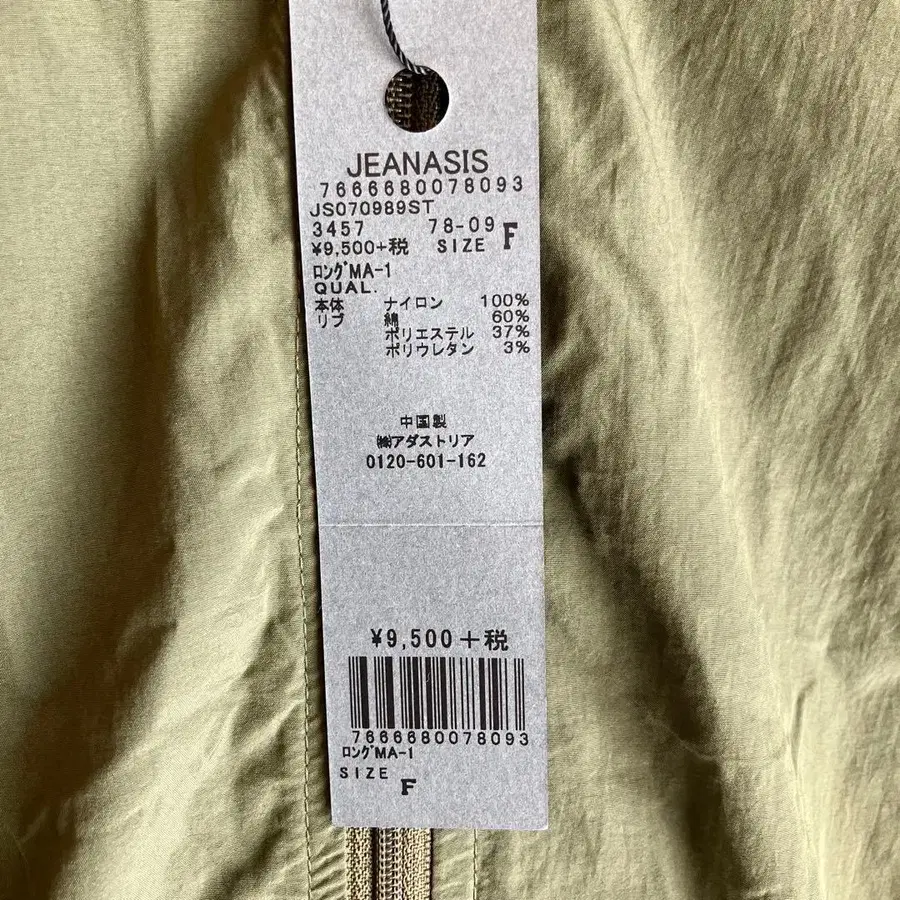 JEANASIS
7666680078093
JS070989ST
3457 78-09
¥9,500+税 SIZE F
ﾛﾝｸﾞMA-1
QUAL.
本体 ナイロン 100%
リブ 綿 60%
ポリエステル 37%
ポリウレタン 3%
中国製
㈱アダストリア
0120-601-162
¥9,500+税
7666680078093
ﾛﾝｸﾞMA-1
SIZE F